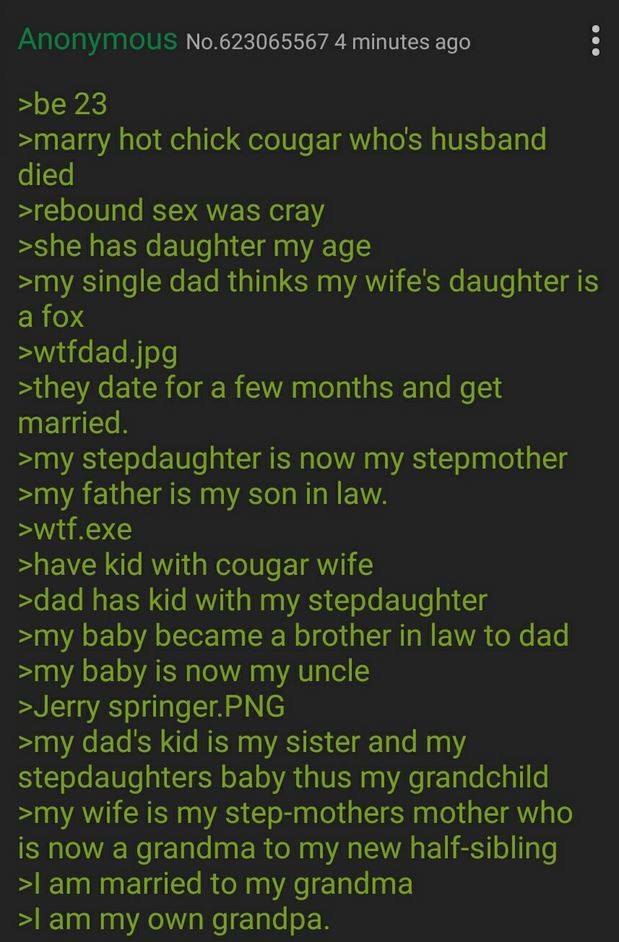 Anonymous No.623065567 4 minutes ago
>be 23
>marry hot chick cougar who's husband
died
>rebound sex was cray
>she has daughter my age
>my single dad thinks my wife's daughter is
a fox
>wtfdad.jpg
>they date for a few months and get
married.
>my stepdaughter is now my stepmother
>my father is my son in law.
>wtf.exe
>have kid with cougar wife
>dad has kid with my stepdaughter
>my baby became a brother in law to dad
>my baby is now my uncle
>Jerry springer.PNG
>my dad's kid is my sister and my
stepdaughters baby thus my grandchild
>my wife is my step-mothers mother who
is now a grandma to my new half-sibling
>I am married to my grandma
>I am my own grandpa.